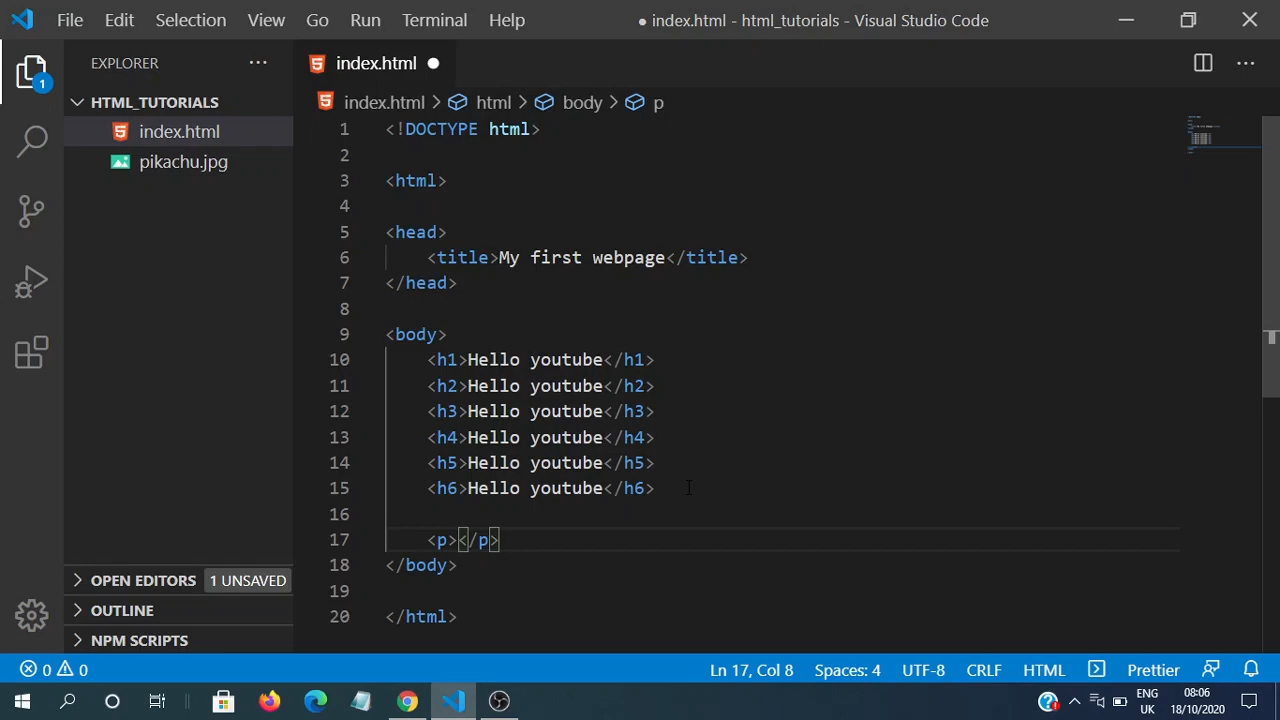 File Edit Selection View Go Run Terminal Help ● index.html - html_tutorials - Visual Studio Code
EXPLORER ··· index.html ● ···
1
HTML_TUTORIALS
index.html > html > body > p
index.html
pikachu.jpg
1 <!DOCTYPE html>
2
3 <html>
4
5 <head>
6 <title>My first webpage</title>
7 </head>
8
9 <body>
10 <h1>Hello youtube</h1>
11 <h2>Hello youtube</h2>
12 <h3>Hello youtube</h3>
13 <h4>Hello youtube</h4>
14 <h5>Hello youtube</h5>
15 <h6>Hello youtube</h6>
16
17 <p></p>
18 </body>
19
20 </html>
OPEN EDITORS 1 UNSAVED
OUTLINE
NPM SCRIPTS
0 0 Ln 17, Col 8 Spaces: 4 UTF-8 CRLF HTML Prettier
ENG 08:06
UK 18/10/2020